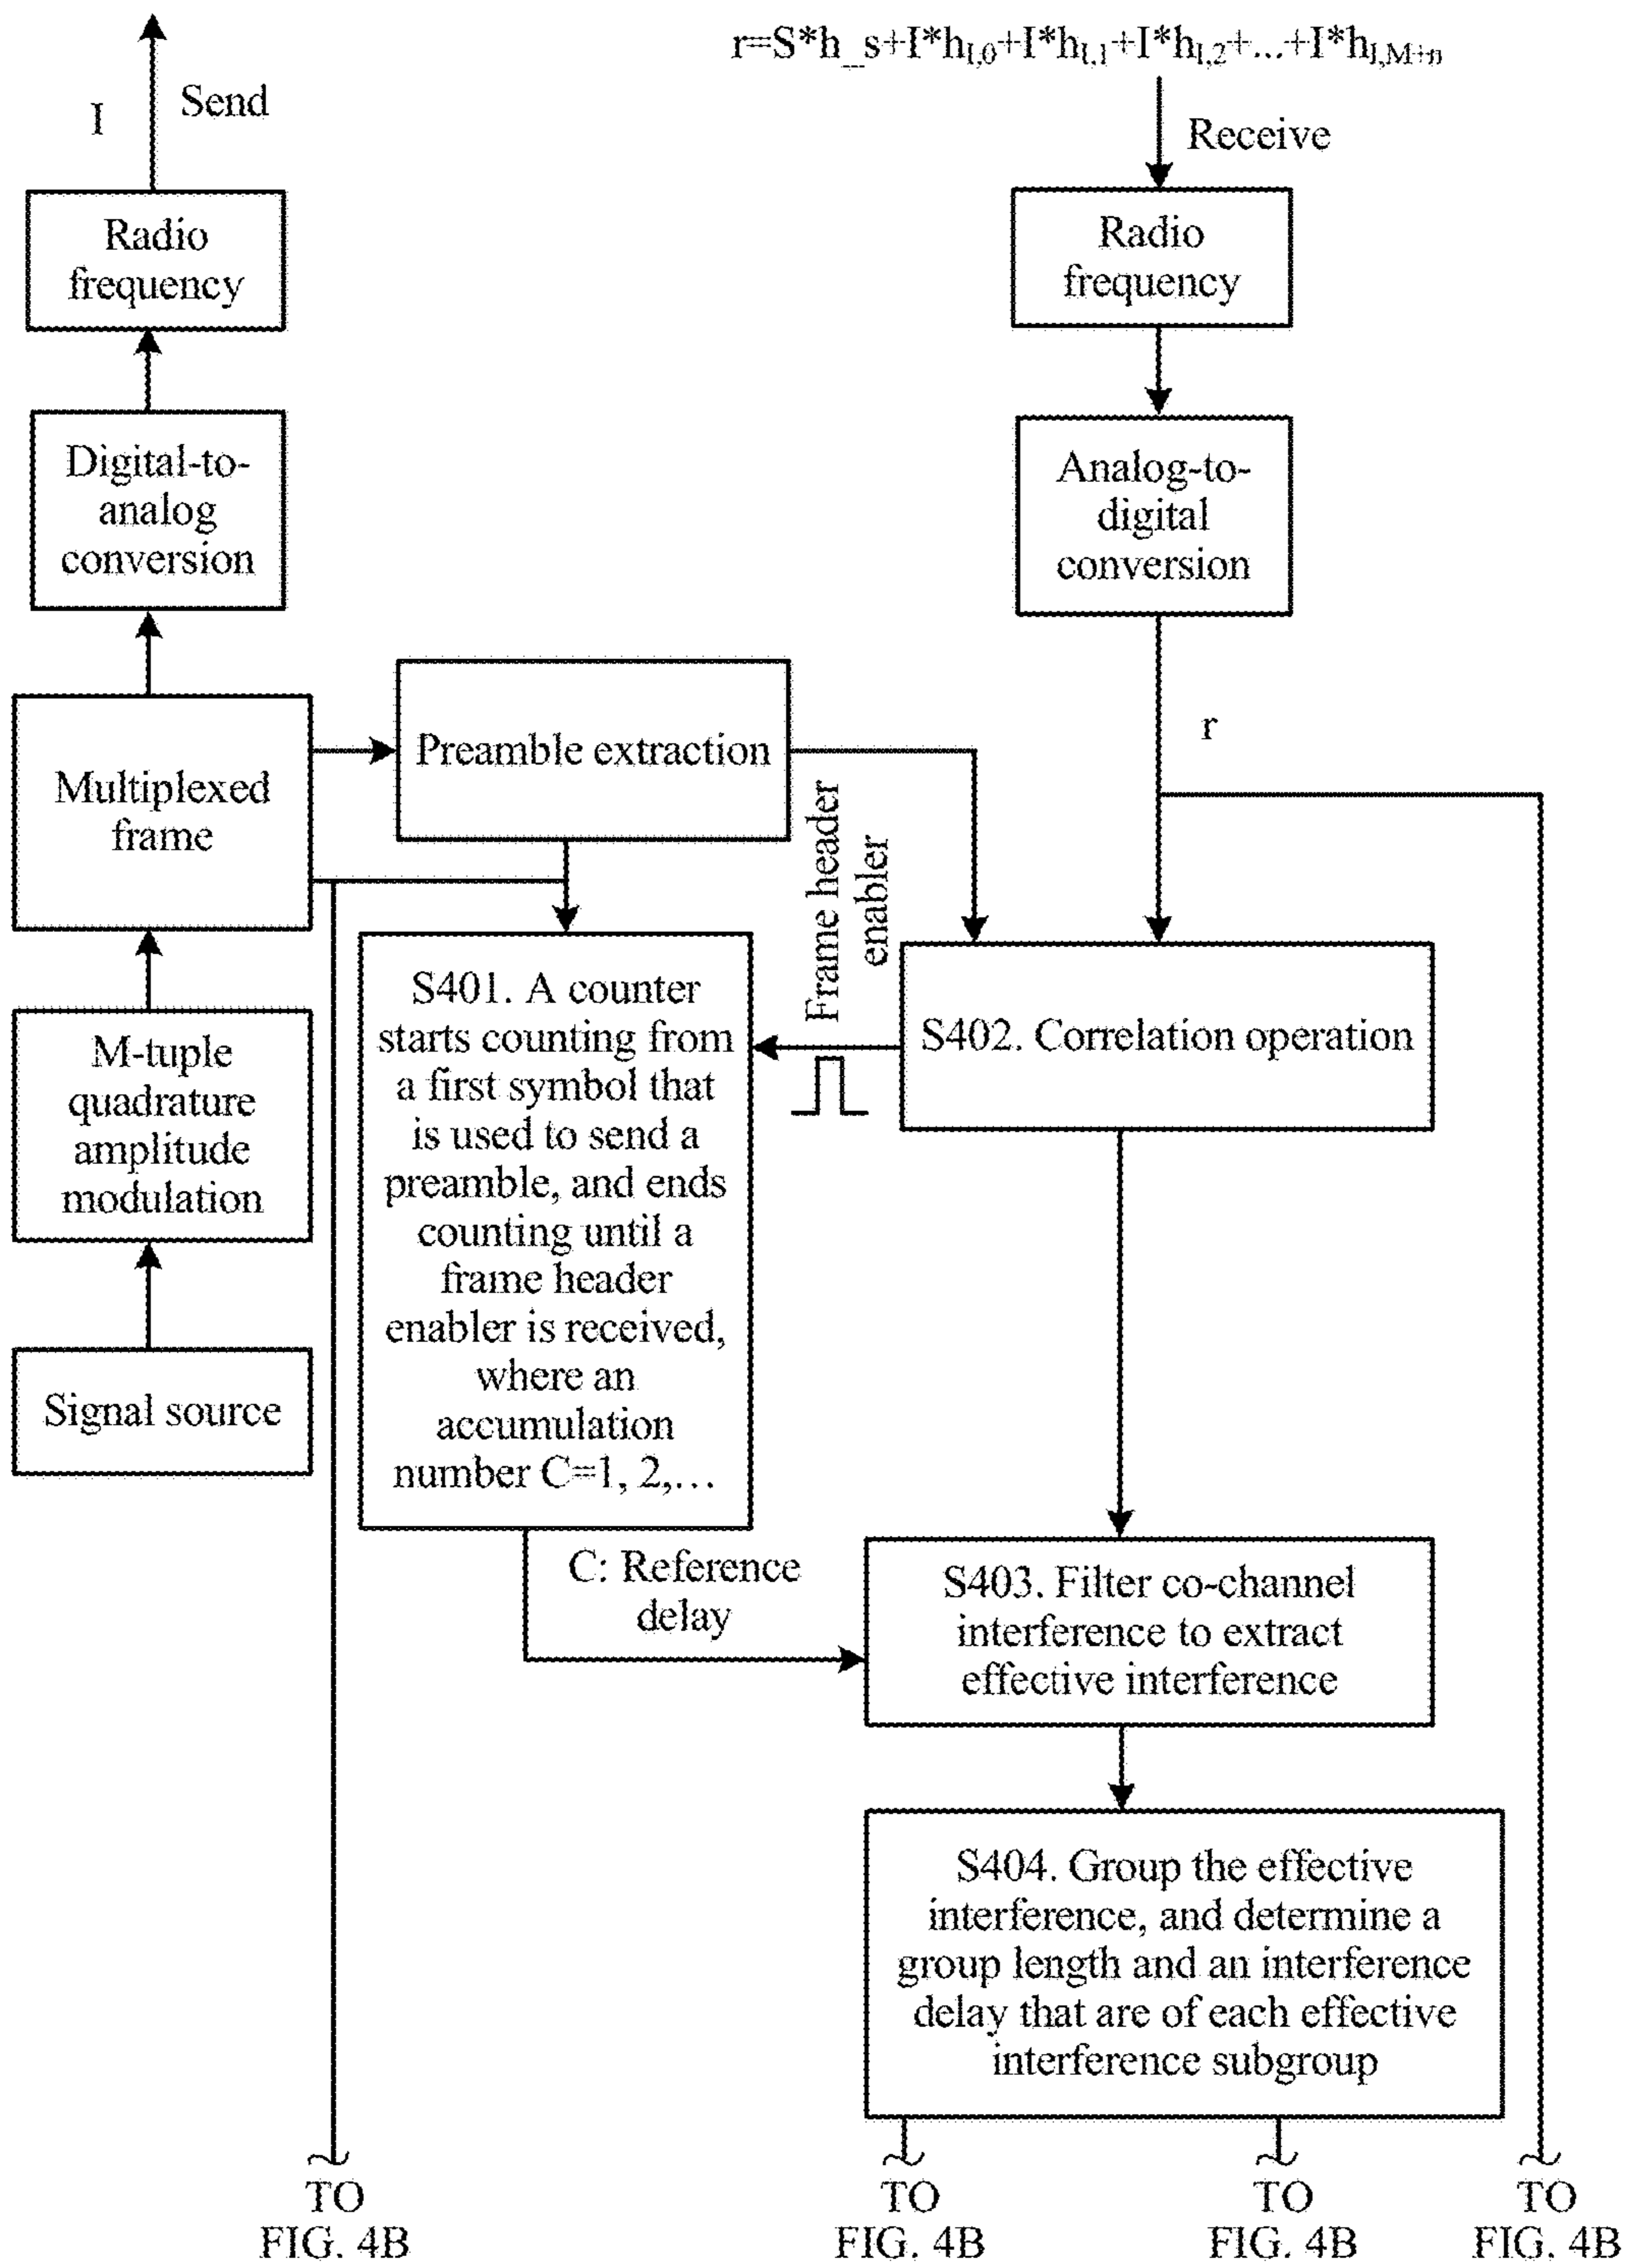 r=S*h_s+I*hI,0+I*hI,1+I*hI,2+...+I*hI,M+n
I
Send
Receive
Radio
frequency
Radio
frequency
Digital-to-
analog
conversion
Analog-to-
digital
conversion
r
Multiplexed
frame
Preamble extraction
Frame header
enabler
S401. A counter
starts counting from
a first symbol that
is used to send a
preamble, and ends
counting until a
frame header
enabler is received,
where an
accumulation
number C=1, 2,...
S402. Correlation operation
M-tuple
quadrature
amplitude
modulation
Signal source
C: Reference
delay
S403. Filter co-channel
interference to extract
effective interference
S404. Group the effective
interference, and determine a
group length and an interference
delay that are of each effective
interference subgroup
TO
FIG. 4B
TO
FIG. 4B
TO
FIG. 4B
TO
FIG. 4B